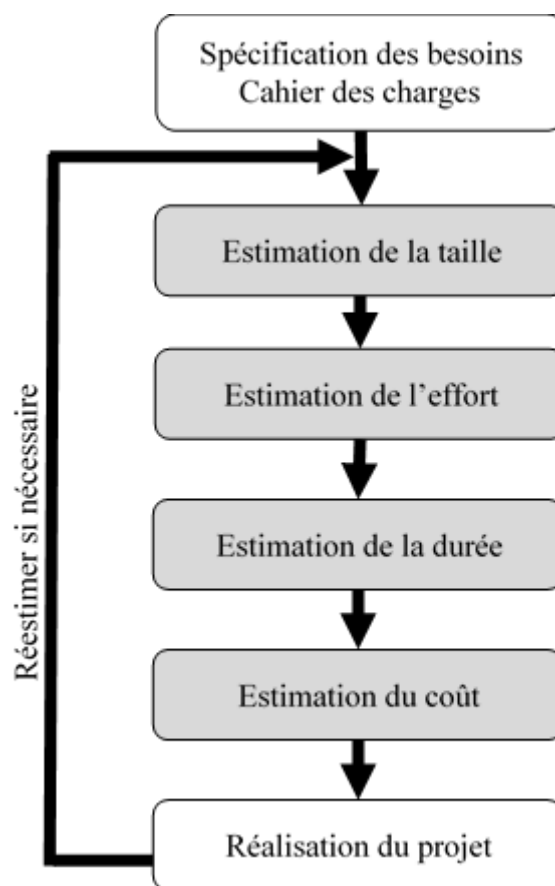 Spécification des besoins
Cahier des charges
Estimation de la taille
Estimation de l'effort
Estimation de la durée
Estimation du coût
Réalisation du projet
Réestimer si nécessaire